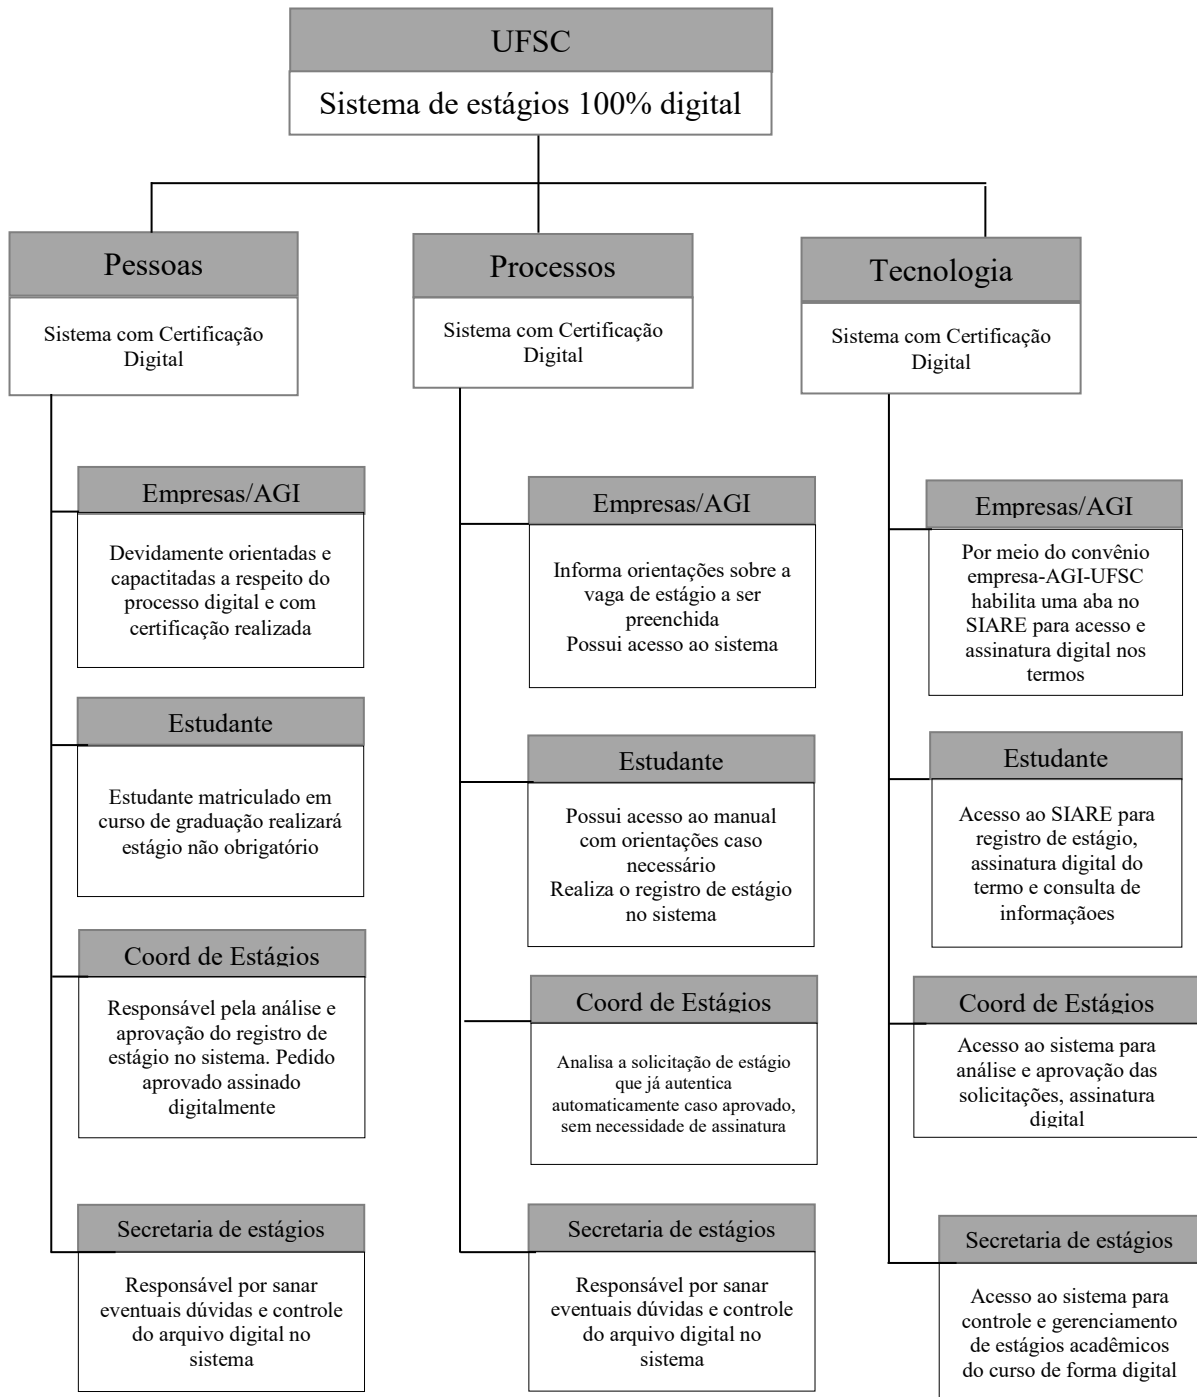 UFSC
Sistema de estágios 100% digital
Pessoas
Sistema com Certificação
Digital
Empresas/AGI
Devidamente orientadas e
capactitadas a respeito do
processo digital e com
certificação realizada
Estudante
Estudante matriculado em
curso de graduação realizará
estágio não obrigatório
Coord de Estágios
Responsável pela análise e
aprovação do registro de
estágio no sistema. Pedido
aprovado assinado
digitalmente
Secretaria de estágios
Responsável por sanar
eventuais dúvidas e controle
do arquivo digital no
sistema
Processos
Sistema com Certificação
Digital
Empresas/AGI
Informa orientações sobre a
vaga de estágio a ser
preenchida
Possui acesso ao sistema
Estudante
Possui acesso ao manual
com orientações caso
necessário
Realiza o registro de estágio
no sistema
Coord de Estágios
Analisa a solicitação de estágio
que já autentica
automaticamente caso aprovado,
sem necessidade de assinatura
Secretaria de estágios
Responsável por sanar
eventuais dúvidas e controle
do arquivo digital no
sistema
Tecnologia
Sistema com Certificação
Digital
Empresas/AGI
Por meio do convênio
empresa-AGI-UFSC
habilita uma aba no
SIARE para acesso e
assinatura digital nos
termos
Estudante
Acesso ao SIARE para
registro de estágio,
assinatura digital do
termo e consulta de
informaçãoes
Coord de Estágios
Acesso ao sistema para
análise e aprovação das
solicitações, assinatura
digital
Secretaria de estágios
Acesso ao sistema para
controle e gerenciamento
de estágios acadêmicos
do curso de forma digital